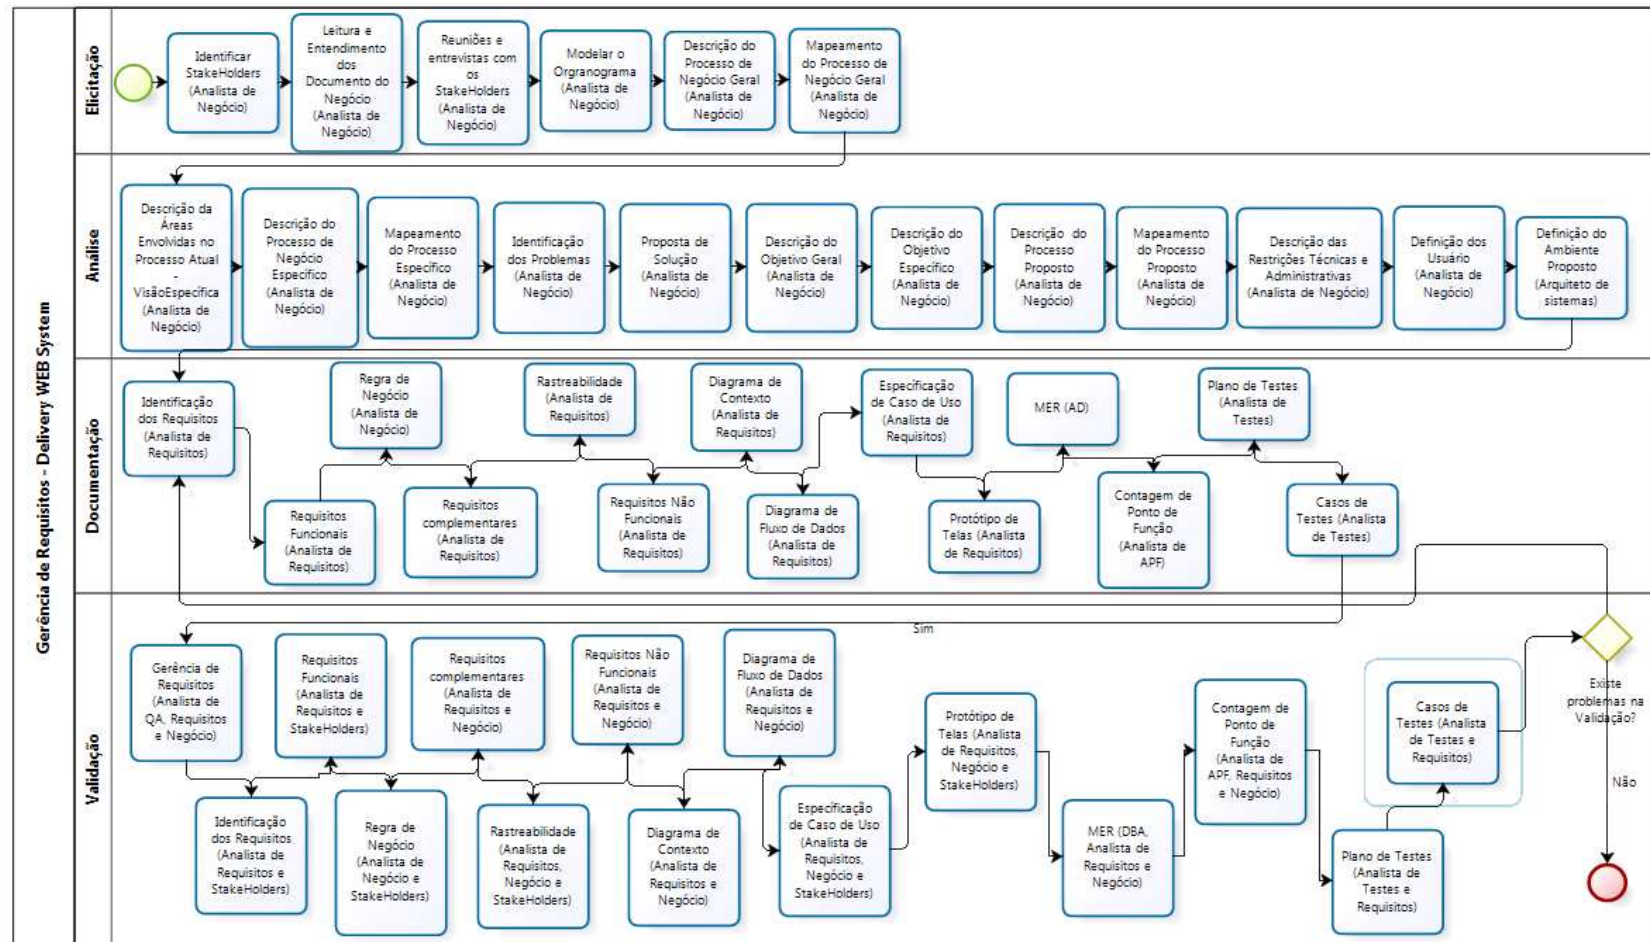 Gerência de Requisitos - Delivery WEB System
Elicitação
Identificar
StakeHolders
(Analista de
Negócio)
Leitura e
Entendimento
dos
Documento do
Negócio
(Analista de
Negócio)
Reuniões e
entrevistas com
os
StakeHolders
(Analista de
Negócio)
Modelar o
Orgranograma
(Analista de
Negócio)
Descrição do
Processo de
Negócio Geral
(Analista de
Negócio)
Mapeamento
do Processo de
Negócio Geral
(Analista de
Negócio)
Análise
Descrição da
Áreas
Envolvidas no
Processo Atual
-
VisãoEspecífica
(Analista de
Negócio)
Descrição do
Processo de
Negócio
Específico
(Analista de
Negócio)
Mapeamento
do Processo
Específico
(Analista de
Negócio)
Identificação
dos Problemas
(Analista de
Negócio)
Proposta de
Solução
(Analista de
Negócio)
Descrição do
Objetivo Geral
(Analista de
Negócio)
Descrição do
Objetivo
Específico
(Analista de
Negócio)
Descrição do
Processo
Proposto
(Analista de
Negócio)
Mapeamento
do Processo
Proposto
(Analista de
Negócio)
Descrição das
Restrições Técnicas e
Administrativas
(Analista de Negócio)
Definição dos
Usuário
(Analista de
Negócio)
Definição do
Ambiente
Proposto
(Arquiteto de
sistemas)
Documentação
Identificação
dos Requisitos
(Analista de
Requisitos)
Requisitos
Funcionais
(Analista de
Requisitos)
Regra de
Negócio
(Analista de
Negócio)
Requisitos
complementares
(Analista de
Requisitos)
Rastreabilidade
(Analista de
Requisitos)
Requisitos Não
Funcionais
(Analista de
Requisitos)
Diagrama de
Contexto
(Analista de
Requisitos)
Diagrama de
Fluxo de Dados
(Analista de
Requisitos)
Específicação
de Caso de Uso
(Analista de
Requisitos)
Protótipo de
Telas (Analista
de Requisitos)
MER (AD)
Contagem de
Ponto de
Função
(Analista de
APF)
Plano de Testes
(Analista de
Testes)
Casos de
Testes (Analista
de Testes)
Validação
Gerência de
Requisitos
(Analista de
QA, Requisitos
e Negócio)
Identificação
dos Requisitos
(Analista de
Requisitos e
StakeHolders)
Requisitos
Funcionais
(Analista de
Requisitos e
StakeHolders)
Regra de
Negócio
(Analista de
Negócio e
StakeHolders)
Requisitos
complementares
(Analista de
Requisitos e
Negócio)
Rastreabilidade
(Analista de
Requisitos,
Negócio e
StakeHolders)
Requisitos Não
Funcionais
(Analista de
Requisitos e
Negócio)
Diagrama de
Contexto
(Analista de
Requisitos e
Negócio)
Diagrama de
Fluxo de Dados
(Analista de
Requisitos e
Negócio)
Específicação
de Caso de Uso
(Analista de
Requisitos,
Negócio e
StakeHolders)
Protótipo de
Telas (Analista
de Requisitos,
Negócio e
StakeHolders)
MER (DBA,
Analista de
Requisitos e
Negócio)
Contagem de
Ponto de
Função
(Analista de
APF, Requisitos
e Negócio)
Plano de Testes
(Analista de
Testes e
Requisitos)
Casos de
Testes (Analista
de Testes e
Requisitos)
Sim
Existe
problemas na
Validação?
Não